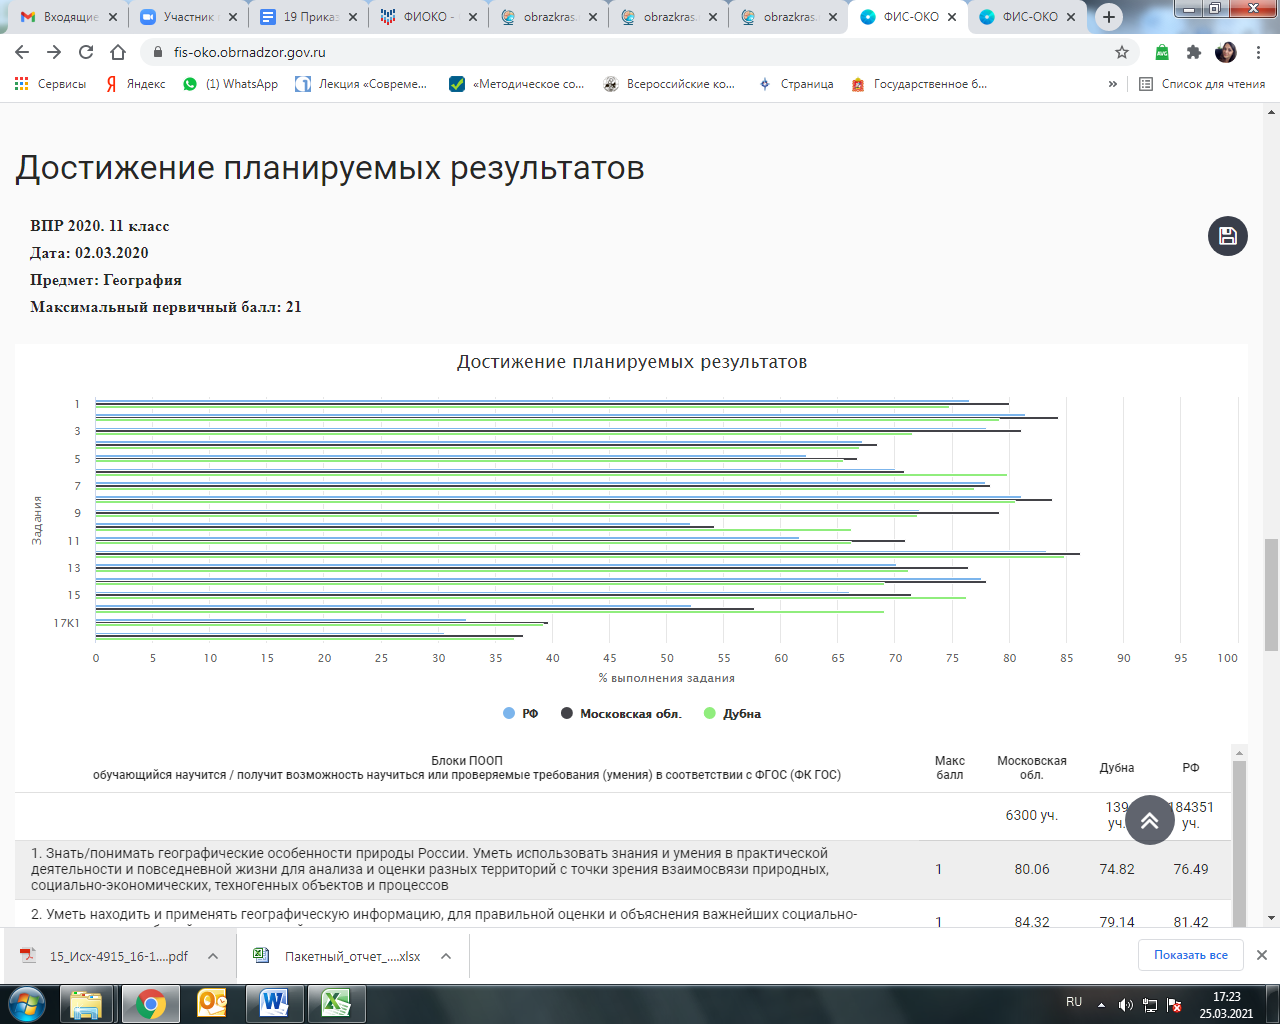 Входящие
Участник
19 Приказ
ФИОКО -
obrazkras.
obrazkras.
obrazkras.
ФИС-ОКО
ФИС-ОКО
fis-oko.obrnadzor.gov.ru
Сервисы
Яндекс
(1) WhatsApp
Лекция «Совреме...
«Методическое со...
Всероссийские ко...
Страница
Государственное б...
»
Список для чтения
Достижение планируемых результатов
ВПР 2020. 11 класс
Дата: 02.03.2020
Предмет: География
Максимальный первичный балл: 21
Достижение планируемых результатов
Задания
1
3
5
7
9
11
13
15
17К1
0 5 10 15 20 25 30 35 40 45 50 55 60 65 70 75 80 85 90 95 100
% выполнения задания
РФ Московская обл. Дубна
Блоки ПООП
обучающийся научится / получит возможность научиться или проверяемые требования (умения) в соответствии с ФГОС (ФК ГОС)
Макс балл
Московская обл.
Дубна
РФ
6300 уч.
139 уч.
184351 уч.
1. Знать/понимать географические особенности природы России. Уметь использовать знания и умения в практической
деятельности и повседневной жизни для анализа и оценки разных территорий с точки зрения взаимосвязи природных,
социально-экономических, техногенных объектов и процессов
1 80.06 74.82 76.49
2. Уметь находить и применять географическую информацию, для правильной оценки и объяснения важнейших социально-
1 84.32 79.14 81.42
15_Исх-4915_16-1....pdf
Пакетный_отчет_....xlsx
Показать все
RU
17:23
25.03.2021